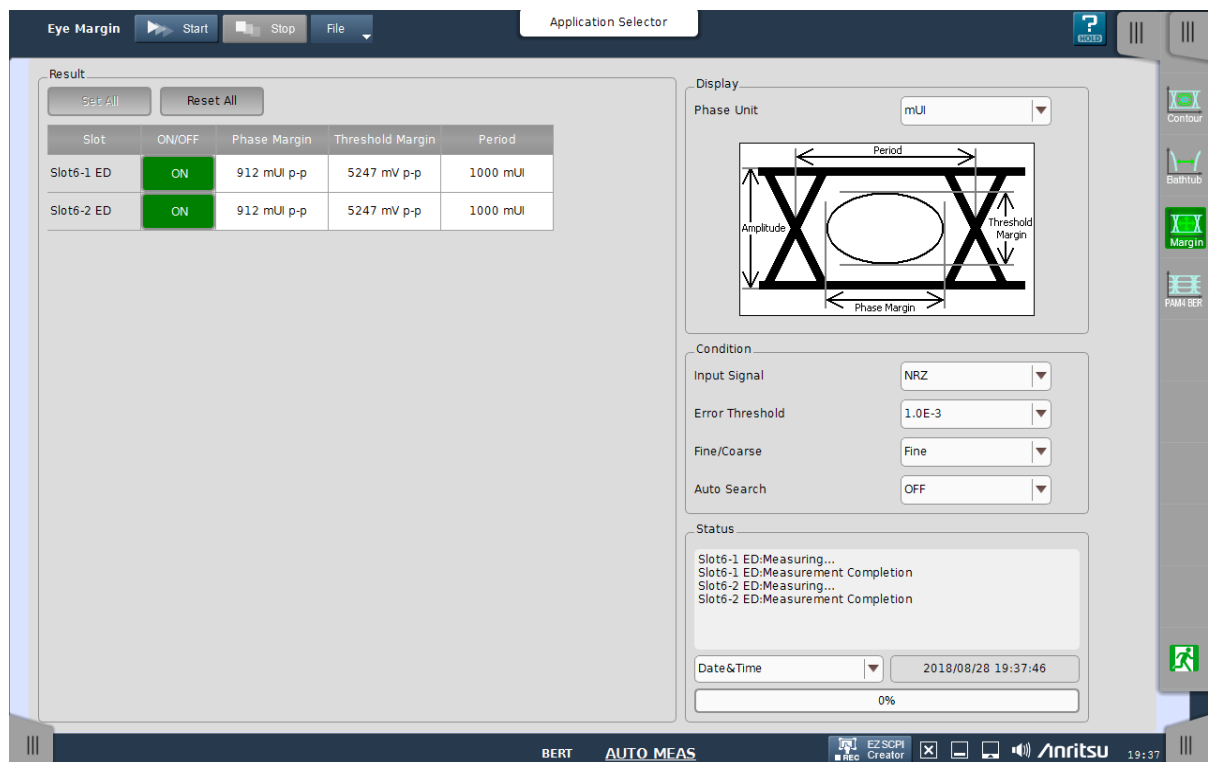 Eye Margin
Start
Stop
File
Application Selector
?
HOLD
Result
Set All
Reset All
Slot ON/OFF Phase Margin Threshold Margin Period
Slot6-1 ED ON 912 mUI p-p 5247 mV p-p 1000 mUI
Slot6-2 ED ON 912 mUI p-p 5247 mV p-p 1000 mUI
Display
Phase Unit mUI
Period
Amplitude
Threshold
Margin
Phase Margin
Condition
Input Signal NRZ
Error Threshold 1.0E-3
Fine/Coarse Fine
Auto Search OFF
Status
Slot6-1 ED:Measuring...
Slot6-1 ED:Measurement Completion
Slot6-2 ED:Measuring...
Slot6-2 ED:Measurement Completion
Date&Time 2018/08/28 19:37:46
0%
Contour
Bathtub
Margin
PAM4 BER
BERT
AUTO MEAS
REC
EZ SCPI
Creator
Anritsu
19:37